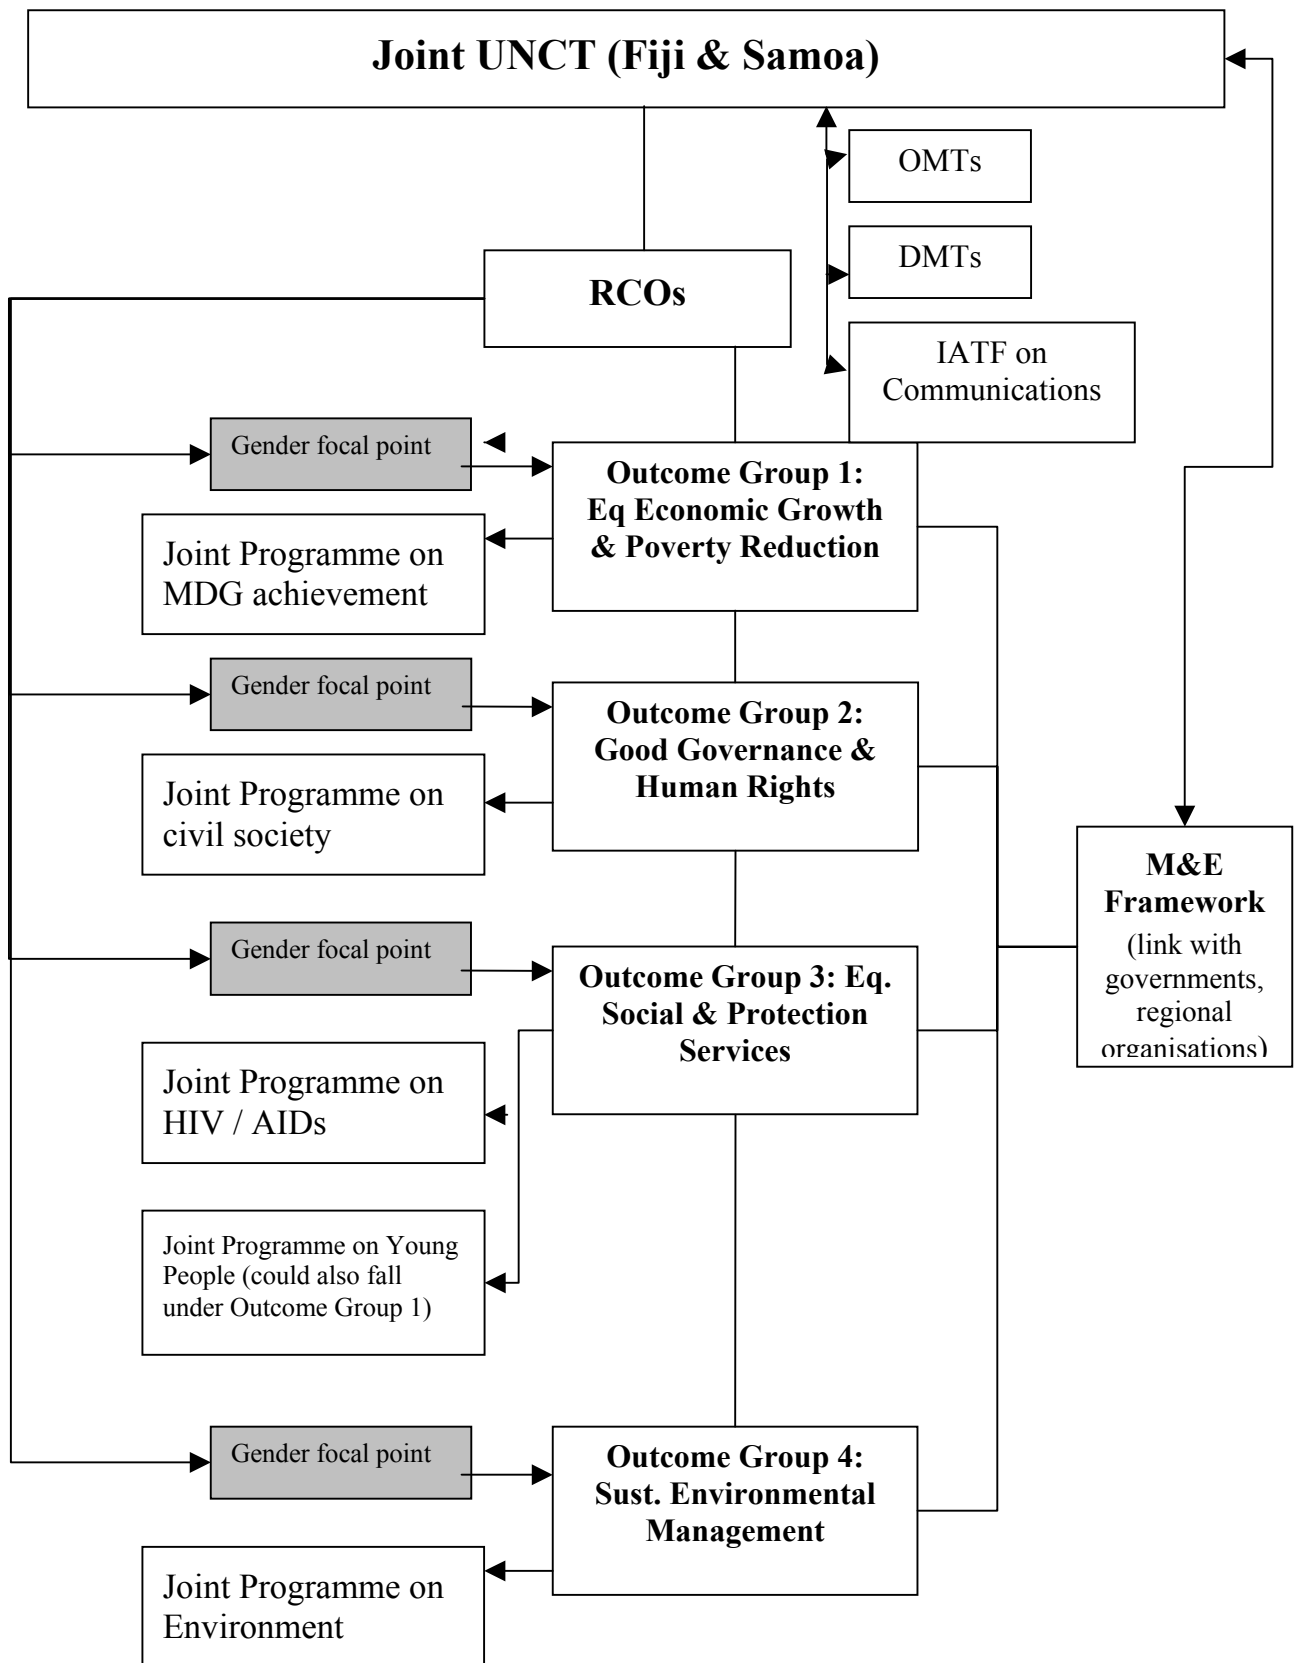 Joint UNCT (Fiji & Samoa)
OMTs
DMTs
RCOs
IATF on
Communications
Gender focal point
Outcome Group 1:
Eq Economic Growth
& Poverty Reduction
Joint Programme on
MDG achievement
Gender focal point
Outcome Group 2:
Good Governance &
Human Rights
Joint Programme on
civil society
M&E
Framework
(link with
governments,
regional
organisations)
Gender focal point
Outcome Group 3: Eq.
Social & Protection
Services
Joint Programme on
HIV / AIDs
Joint Programme on Young
People (could also fall
under Outcome Group 1)
Gender focal point
Outcome Group 4:
Sust. Environmental
Management
Joint Programme on
Environment